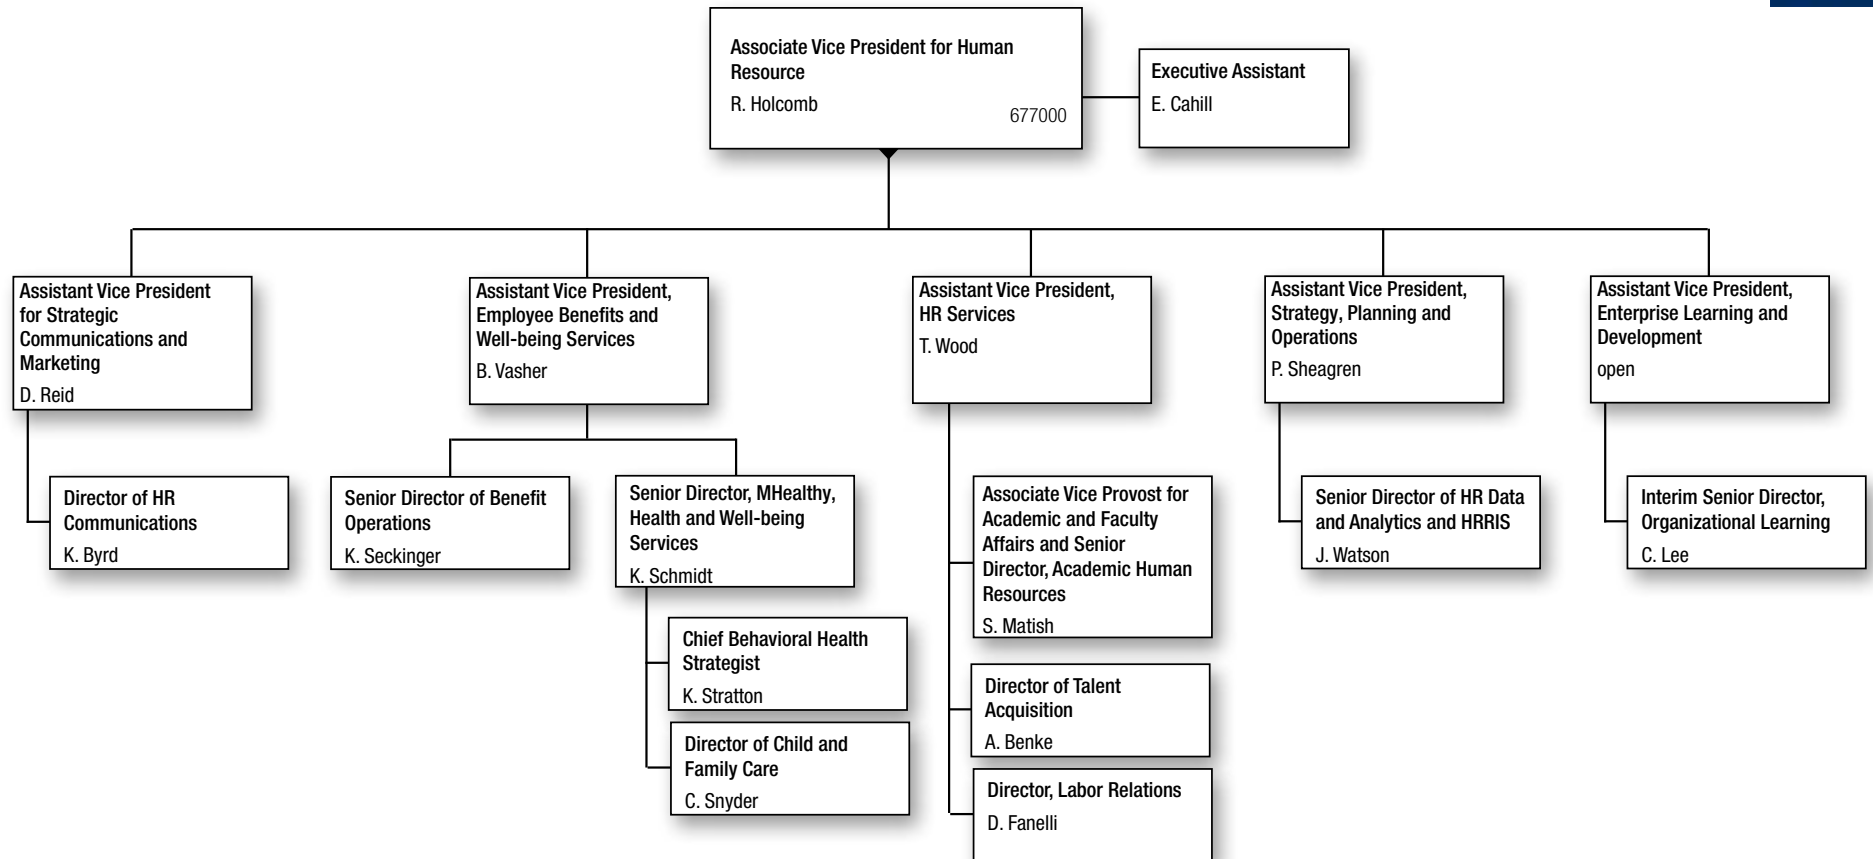 Associate Vice President for Human
Resource
R. Holcomb
677000
Executive Assistant
E. Cahill
Assistant Vice President
for Strategic
Communications and
Marketing
D. Reid
Director of HR
Communications
K. Byrd
Assistant Vice President,
Employee Benefits and
Well-being Services
B. Vasher
Senior Director of Benefit
Operations
K. Seckinger
Senior Director, MHealthy,
Health and Well-being
Services
K. Schmidt
Chief Behavioral Health
Strategist
K. Stratton
Director of Child and
Family Care
C. Snyder
Assistant Vice President,
HR Services
T. Wood
Associate Vice Provost for
Academic and Faculty
Affairs and Senior
Director, Academic Human
Resources
S. Matish
Director of Talent
Acquisition
A. Benke
Director, Labor Relations
D. Fanelli
Assistant Vice President,
Strategy, Planning and
Operations
P. Sheagren
Senior Director of HR Data
and Analytics and HRRIS
J. Watson
Assistant Vice President,
Enterprise Learning and
Development
open
Interim Senior Director,
Organizational Learning
C. Lee